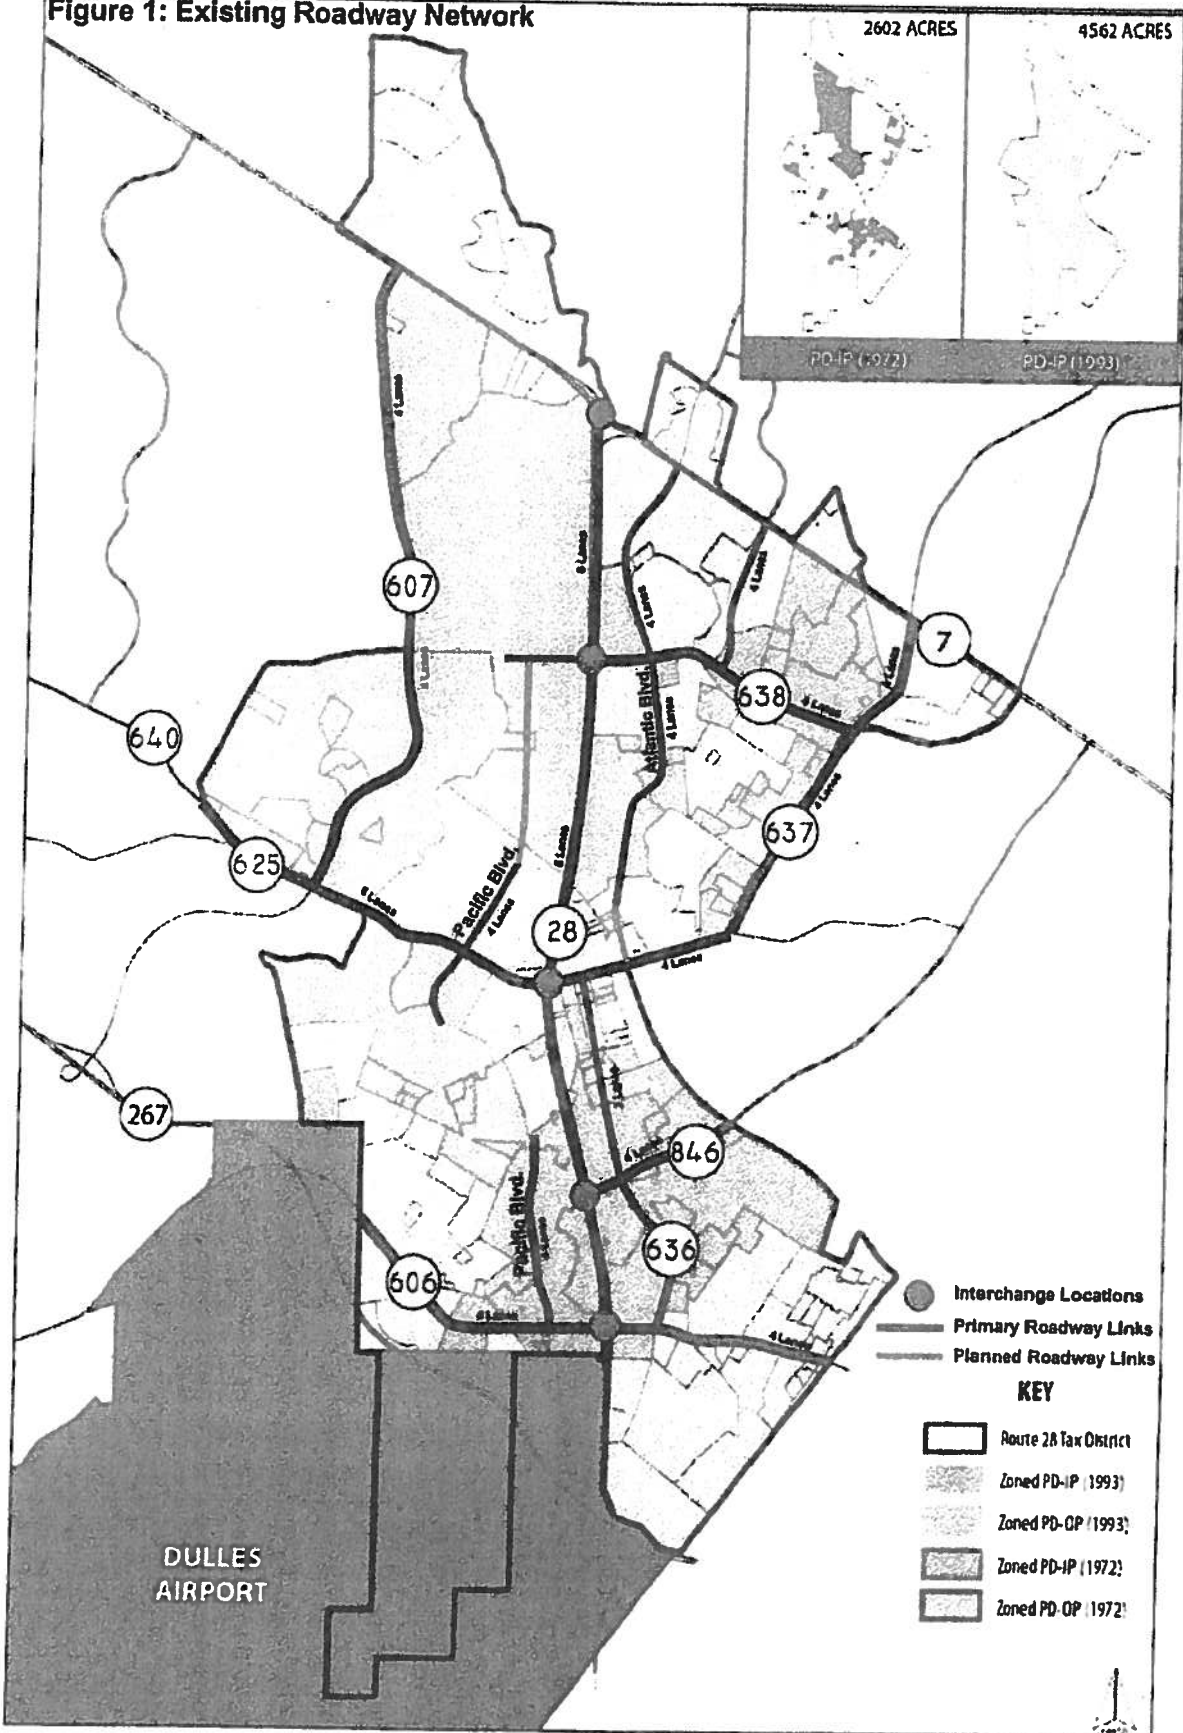 Figure 1: Existing Roadway Network
2602 ACRES
4562 ACRES
PD-IP (1972)
PD-IP (1993)
4 Lanes
607
4 Lanes
7
638
4 Lanes
Atlantic Blvd.
4 Lanes
4 Lanes
640
637
4 Lanes
625
6 Lanes
Pacific Blvd.
4 Lanes
28
4 Lanes
267
846
4 Lanes
Pacific Blvd.
636
606
4 Lanes
Interchange Locations
Primary Roadway Links
Planned Roadway Links
KEY
Route 28 Tax District
Zoned PD-IP (1993)
Zoned PD-OP (1993)
Zoned PD-IP (1972)
Zoned PD-OP (1972)
DULLES
AIRPORT